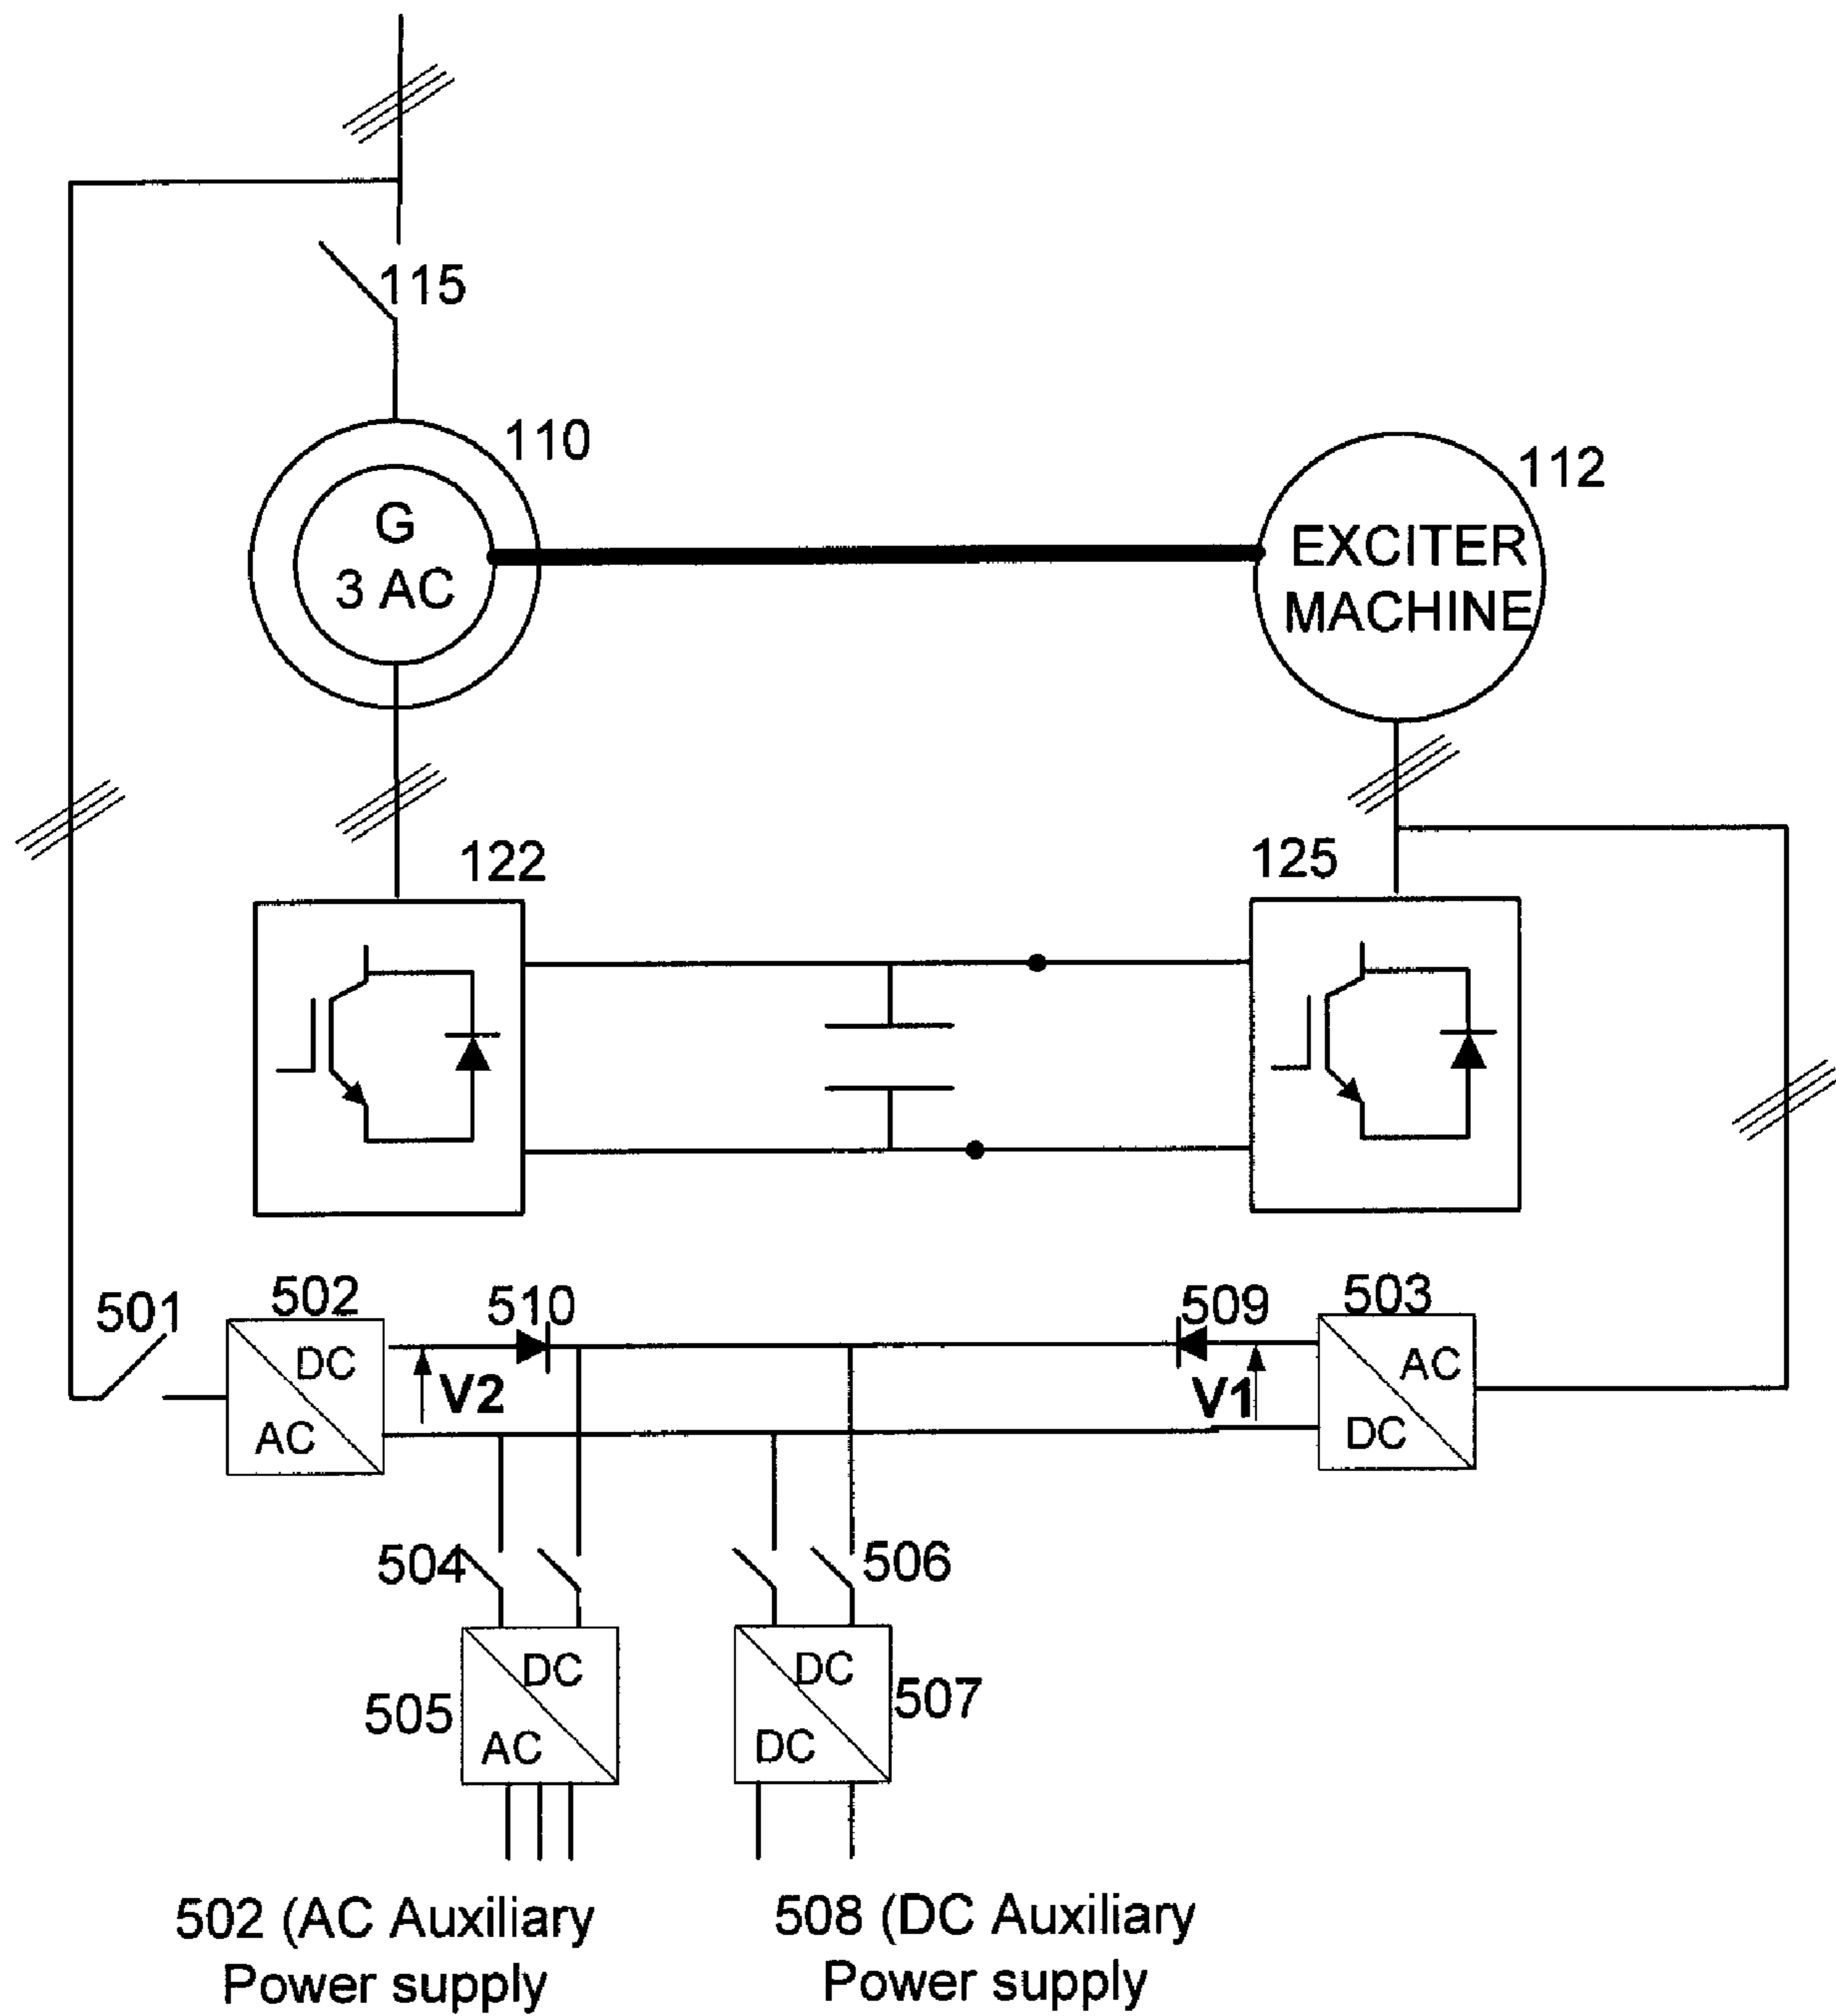 115
110
112
G
3 AC
EXCITER
MACHINE
122
125
501
502
510
509
503
DC
AC
V2
V1
AC
DC
504
506
DC
AC
505
DC
DC
507
502 (AC Auxiliary
Power supply
508 (DC Auxiliary
Power supply